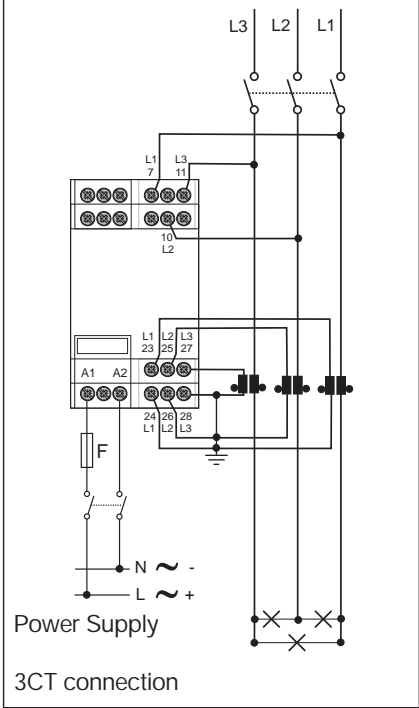 L3 L2 L1
L1 L3
7 11
10
L2
L1 L2 L3
23 25 27
A1 A2
24 26 28
L1 L2 L3
F
N ~ -
L ~ +
Power Supply
3CT connection